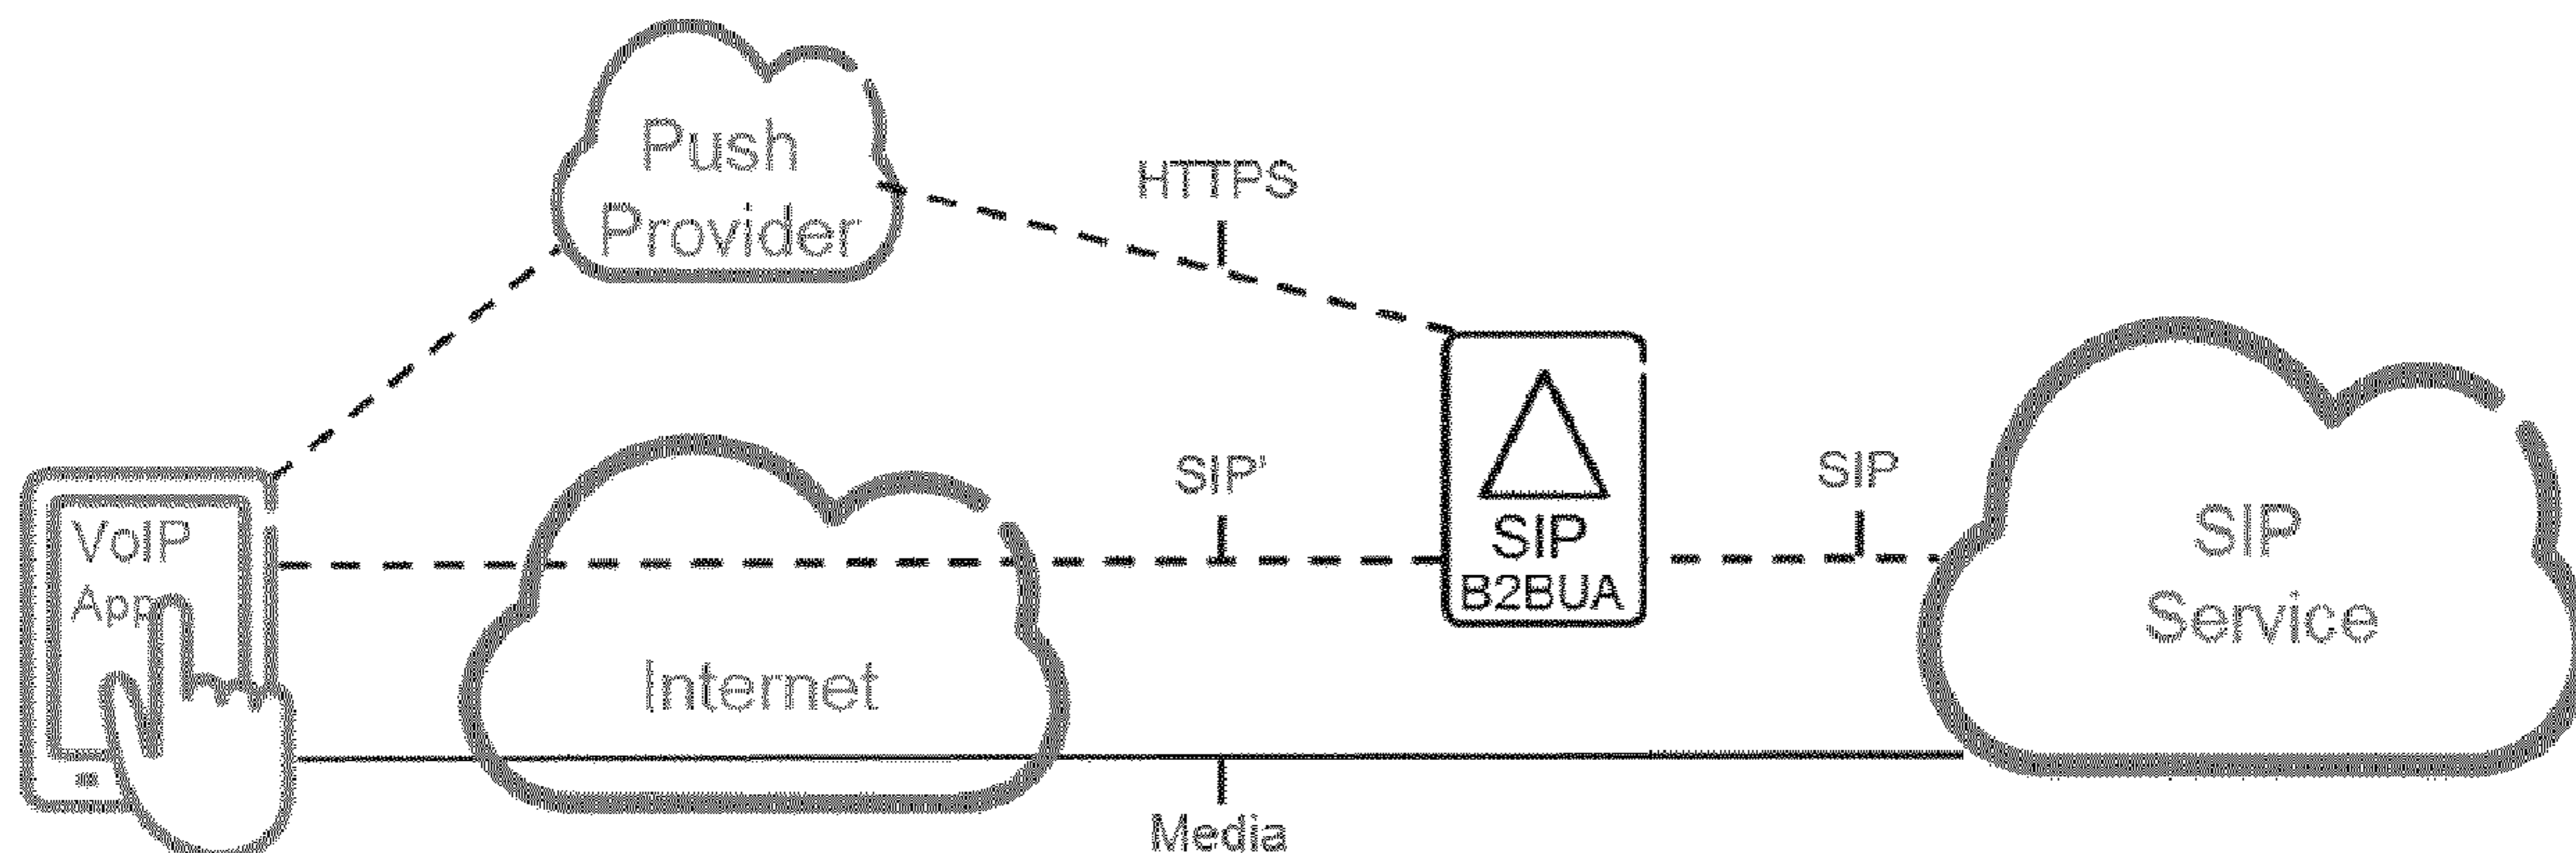 Push
Provider
HTTPS
VoIP
App
SIP'
SIP
B2BUA
SIP
SIP
Service
Internet
Media